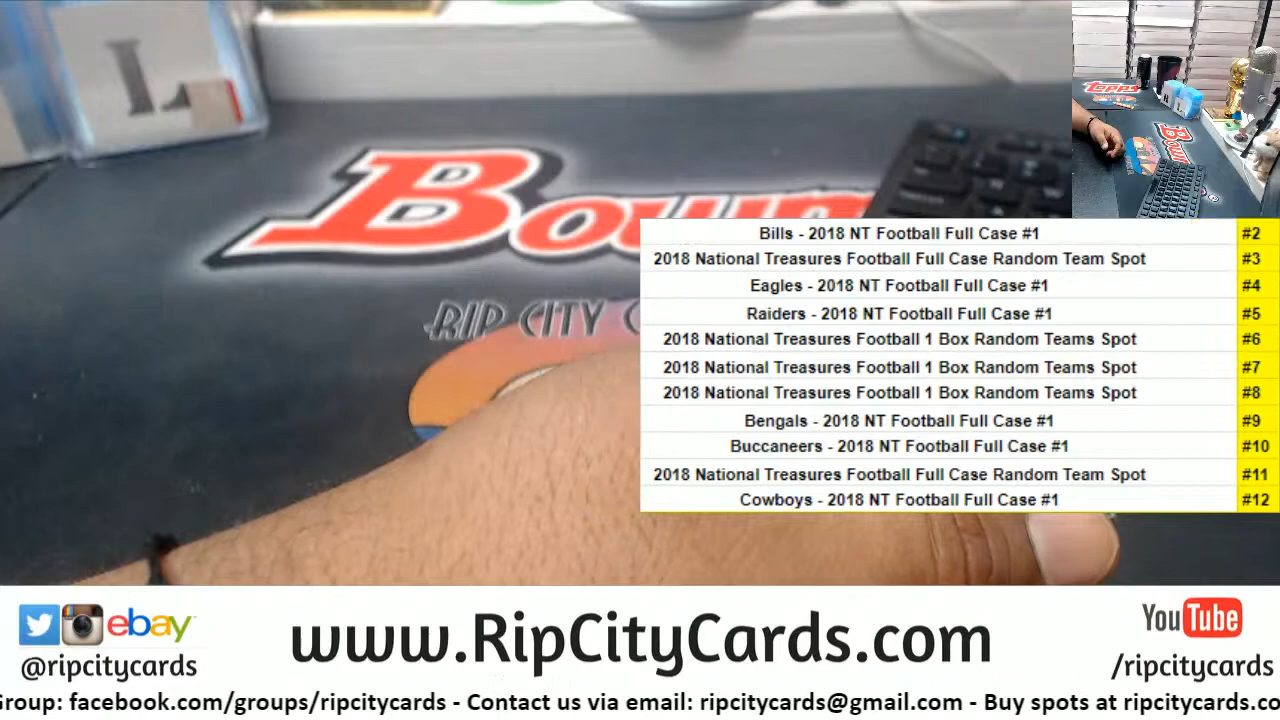 L
Topps
Bow
Bowm
RIP CITY C
Bills - 2018 NT Football Full Case #1 #2
2018 National Treasures Football Full Case Random Team Spot #3
Eagles - 2018 NT Football Full Case #1 #4
Raiders - 2018 NT Football Full Case #1 #5
2018 National Treasures Football 1 Box Random Teams Spot #6
2018 National Treasures Football 1 Box Random Teams Spot #7
2018 National Treasures Football 1 Box Random Teams Spot #8
Bengals - 2018 NT Football Full Case #1 #9
Buccaneers - 2018 NT Football Full Case #1 #10
2018 National Treasures Football Full Case Random Team Spot #11
Cowboys - 2018 NT Football Full Case #1 #12
ebay
@ripcitycards
www.RipCityCards.com
YouTube
/ripcitycards
Group: facebook.com/groups/ripcitycards - Contact us via email: ripcitycards@gmail.com - Buy spots at ripcitycards.co